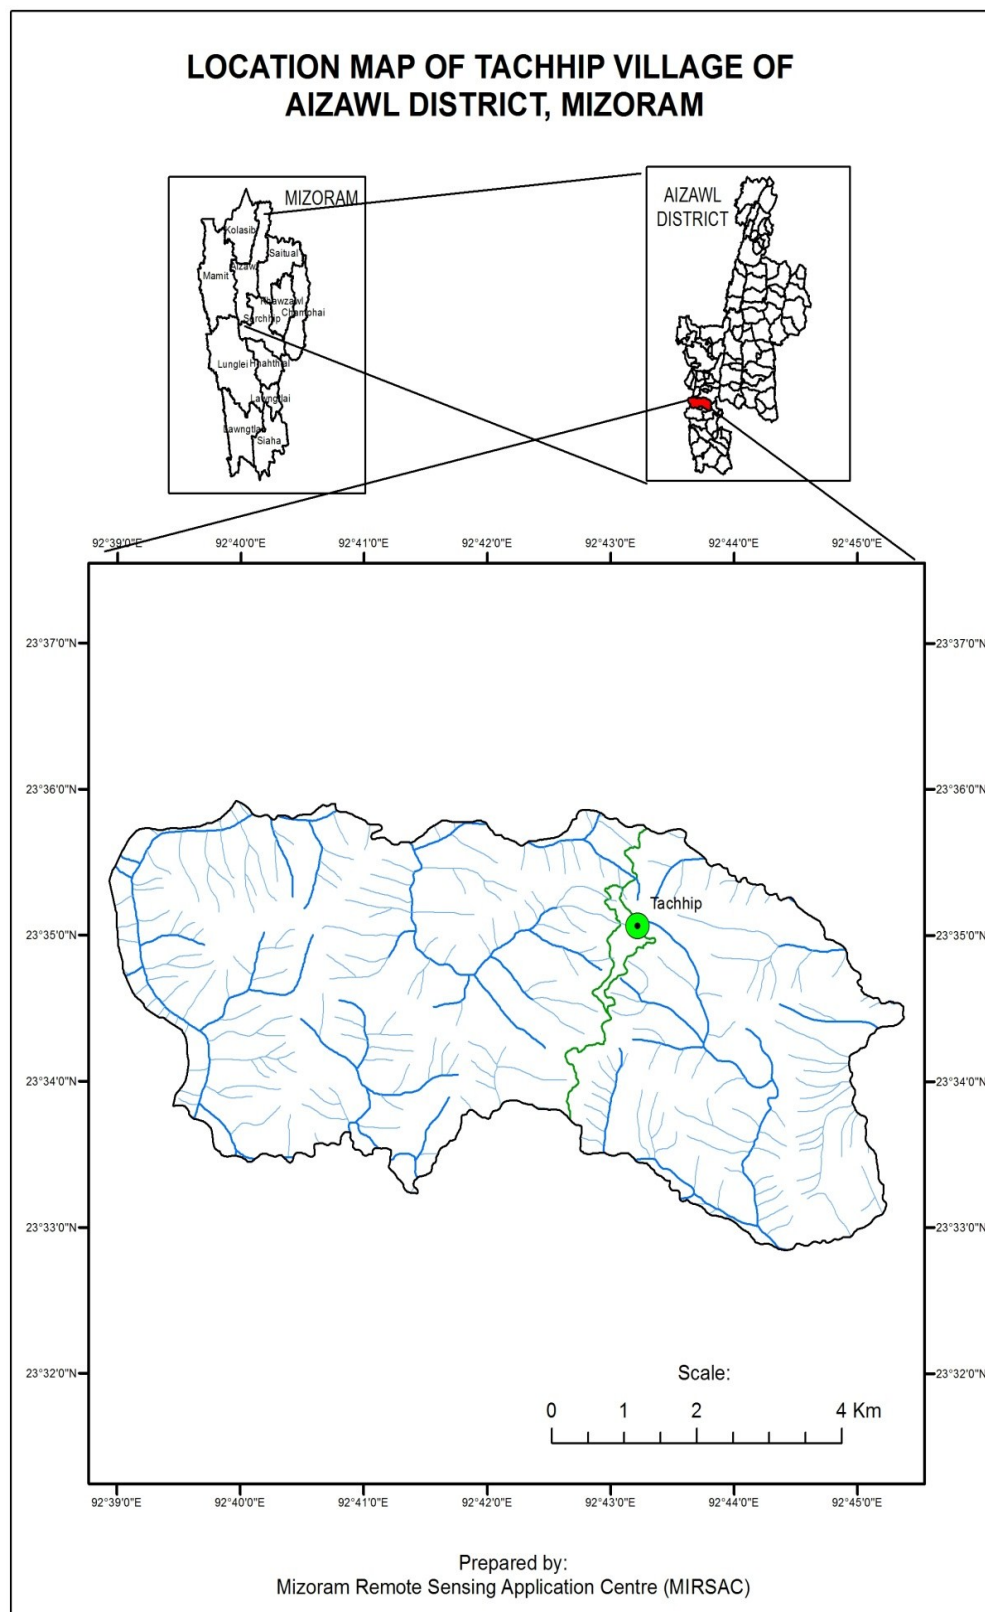 LOCATION MAP OF TACHHIP VILLAGE OF
AIZAWL DISTRICT, MIZORAM
MIZORAM
Kolasib
Saitual
Aizawl
Mamit
Khawzawl
Champhai
Serchhip
Lunglei
Hnahthial
Lawngtlai
Lawngtlai
Siaha
AIZAWL
DISTRICT
92°39'0"E 92°40'0"E 92°41'0"E 92°42'0"E 92°43'0"E 92°44'0"E 92°45'0"E
23°37'0"N 23°37'0"N
23°36'0"N 23°36'0"N
Tachhip
23°35'0"N 23°35'0"N
23°34'0"N 23°34'0"N
23°33'0"N 23°33'0"N
23°32'0"N 23°32'0"N
Scale:
0 1 2 4 Km
92°39'0"E 92°40'0"E 92°41'0"E 92°42'0"E 92°43'0"E 92°44'0"E 92°45'0"E
Prepared by:
Mizoram Remote Sensing Application Centre (MIRSAC)